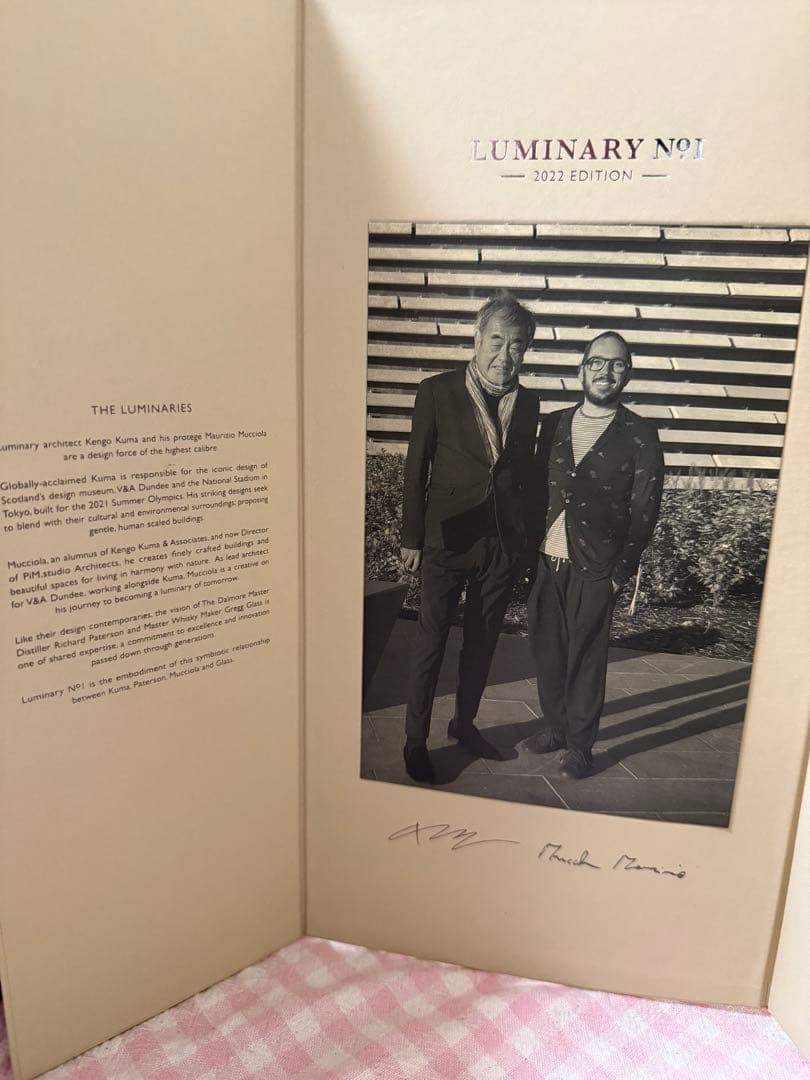 THE LUMINARIES
Luminary architect Kengo Kuma and his protege Maurizio Mucciola
are a design force of the highest calibre
Globally-acclaimed Kuma is responsible for the iconic design of
Scotland's design museum, V&A Dundee and the National Stadium in
Tokyo, built for the 2021 Summer Olympics. His striking designs seek
to blend with their cultural and environmental surroundings; proposing
gentle, human scaled buildings.
Mucciola, an alumnus of Kengo Kuma & Associates, and now Director
of PiM.studio Architects, he creates finely crafted buildings and
beautiful spaces for living in harmony with nature. As lead architect
for V&A Dundee, working alongside Kuma, Mucciola is a creative on
his journey to becoming a luminary of tomorrow.
Like their design contemporaries, the vision of The Dalmore Master
Distiller Richard Paterson and Master Whisky Maker Gregg Glass is
one of shared expertise, a commitment to excellence and innovation
passed down through generations.
Luminary Nº1 is the embodiment of this symbiotic relationship
between Kuma, Paterson, Mucciola and Glass.
LUMINARY Nº1
2022 EDITION